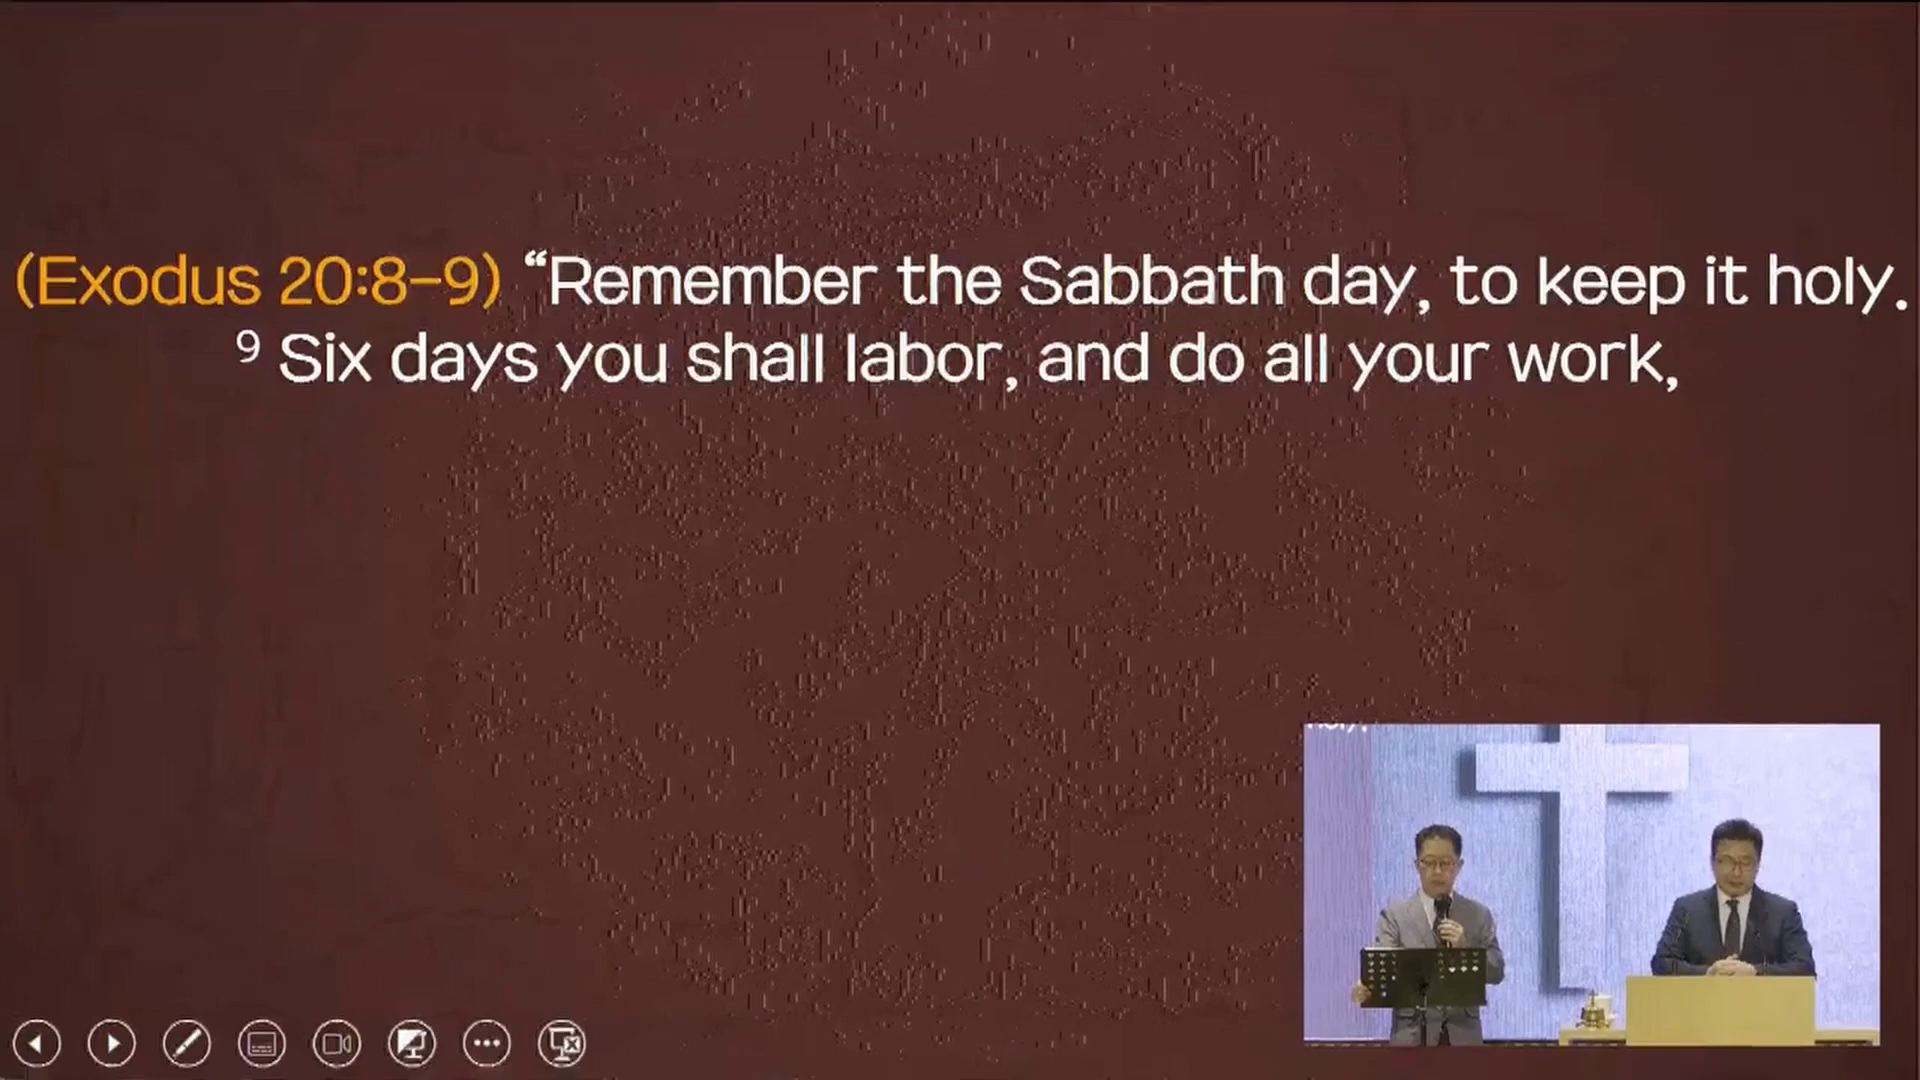 (Exodus 20:8–9) “Remember the Sabbath day, to keep it holy.
9 Six days you shall labor, and do all your work,